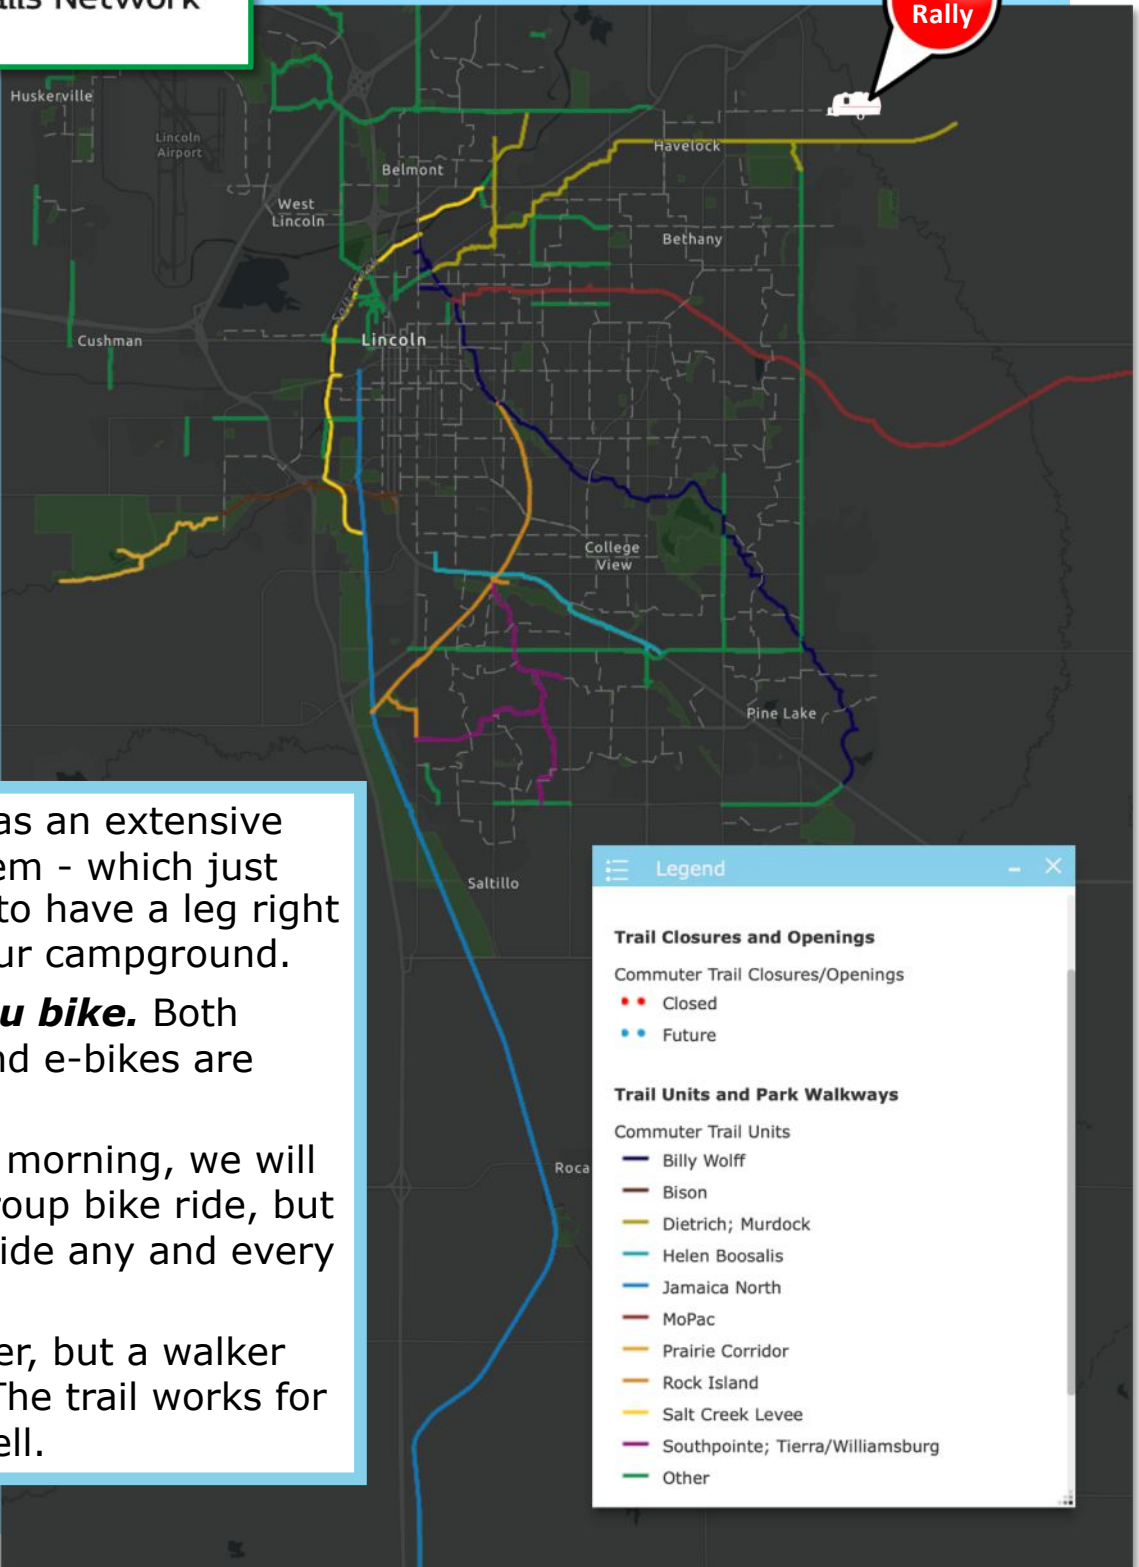 Network
Rally
Huskerville
Lincoln
Airport
Belmont
Havelock
West
Lincoln
Bethany
Cushman
Lincoln
College
View
Pine Lake
Saltillo
Roca
as an extensive
em - which just
to have a leg right
ur campground.
u bike. Both
nd e-bikes are
morning, we will
roup bike ride, but
ide any and every
er, but a walker
The trail works for
ell.
Legend
Trail Closures and Openings
Commuter Trail Closures/Openings
Closed
Future
Trail Units and Park Walkways
Commuter Trail Units
Billy Wolff
Bison
Dietrich; Murdock
Helen Boosalis
Jamaica North
MoPac
Prairie Corridor
Rock Island
Salt Creek Levee
Southpointe; Tierra/Williamsburg
Other